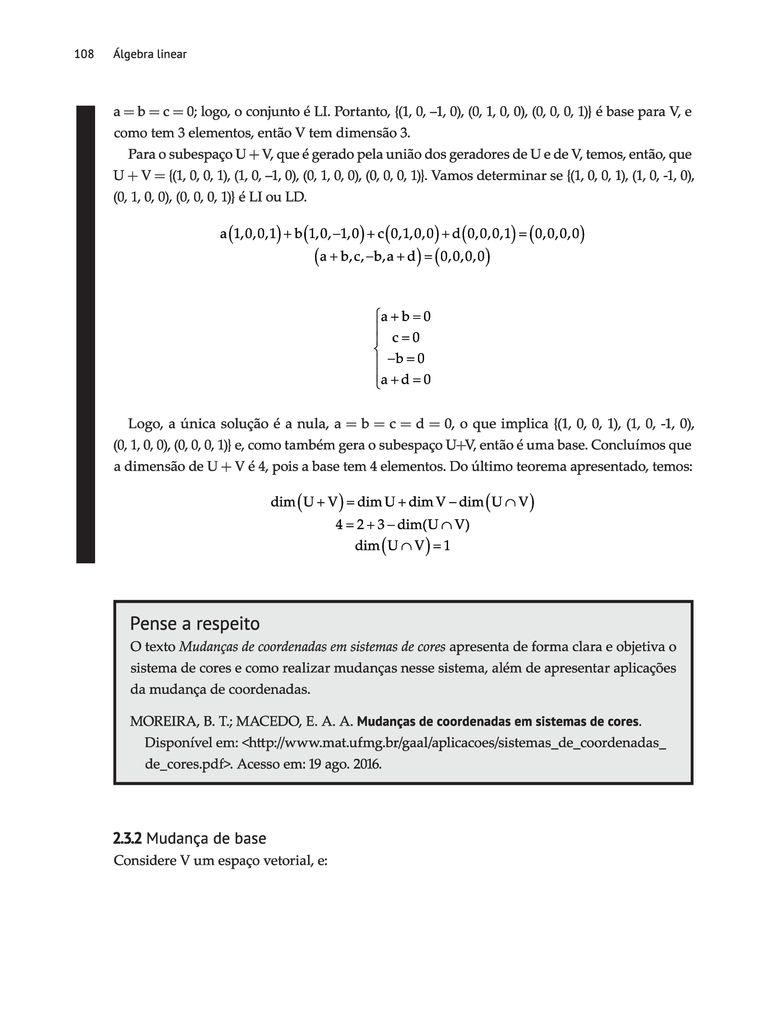 108 Álgebra linear
a = b = c = 0; logo, o conjunto é LI. Portanto, {(1, 0, –1, 0), (0, 1, 0, 0), (0, 0, 0, 1)} é base para V, e
como tem 3 elementos, então V tem dimensão 3.
Para o subespaço U + V, que é gerado pela união dos geradores de U e de V, temos, então, que
U + V = {(1, 0, 0, 1), (1, 0, –1, 0), (0, 1, 0, 0), (0, 0, 0, 1)}. Vamos determinar se {(1, 0, 0, 1), (1, 0, -1, 0),
(0, 1, 0, 0), (0, 0, 0, 1)} é LI ou LD.
a(1,0,0,1)+b(1,0,−1,0)+c(0,1,0,0)+d(0,0,0,1)=(0,0,0,0)
(a+b,c,−b,a+d)=(0,0,0,0)
{a+b=0
c=0
−b=0
a+d=0
Logo, a única solução é a nula, a = b = c = d = 0, o que implica {(1, 0, 0, 1), (1, 0, -1, 0),
(0, 1, 0, 0), (0, 0, 0, 1)} e, como também gera o subespaço U+V, então é uma base. Concluímos que
a dimensão de U + V é 4, pois a base tem 4 elementos. Do último teorema apresentado, temos:
dim(U+V)=dim U+dim V−dim(U∩V)
4=2+3−dim(U∩V)
dim(U∩V)=1
Pense a respeito
O texto Mudanças de coordenadas em sistemas de cores apresenta de forma clara e objetiva o
sistema de cores e como realizar mudanças nesse sistema, além de apresentar aplicações
da mudança de coordenadas.
MOREIRA, B. T.; MACEDO, E. A. A. Mudanças de coordenadas em sistemas de cores.
Disponível em: <http://www.mat.ufmg.br/gaal/aplicacoes/sistemas_de_coordenadas_
de_cores.pdf>. Acesso em: 19 ago. 2016.
2.3.2 Mudança de base
Considere V um espaço vetorial, e: